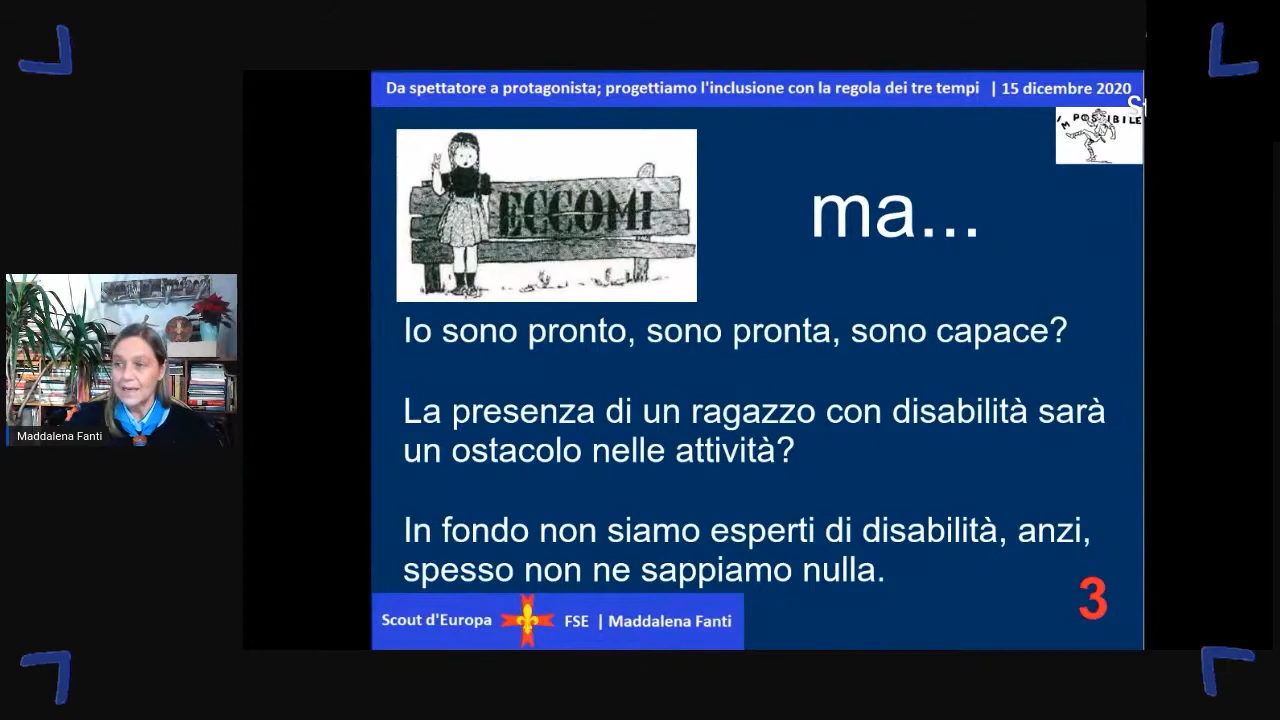 Da spettatore a protagonista; progettiamo l'inclusione con la regola dei tre tempi | 15 dicembre 2020
IMPOSSIBILE
ECCOMI
ma...
Io sono pronto, sono pronta, sono capace?
La presenza di un ragazzo con disabilità sarà
un ostacolo nelle attività?
In fondo non siamo esperti di disabilità, anzi,
spesso non ne sappiamo nulla.
3
Scout d'Europa FSE | Maddalena Fanti
Maddalena Fanti